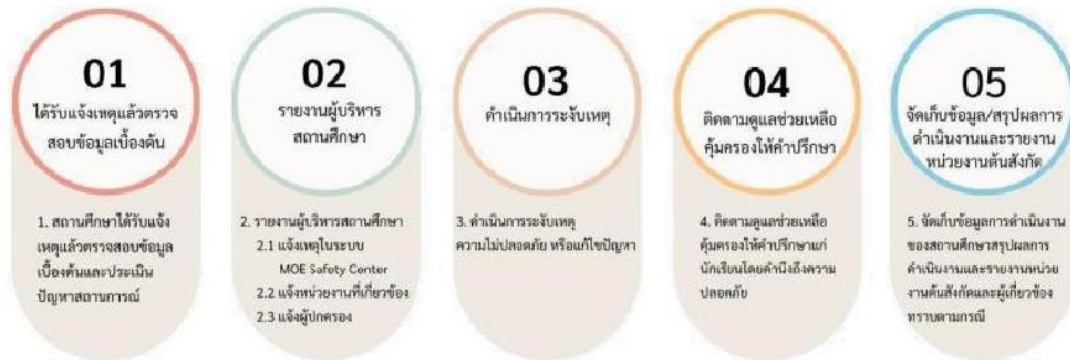 01
ได้รับแจ้งเหตุแล้วตรวจ
สอบข้อมูลเบื้องต้น
1. สถานศึกษาได้รับแจ้ง
เหตุแล้วตรวจสอบข้อมูล
เบื้องต้นและประเมิน
ปัญหาสถานการณ์
02
รายงานผู้บริหาร
สถานศึกษา
2. รายงานผู้บริหารสถานศึกษา
2.1 แจ้งเหตุในระบบ
MOE Safety Center
2.2 แจ้งหน่วยงานที่เกี่ยวข้อง
2.3 แจ้งผู้ปกครอง
03
ดำเนินการระงับเหตุ
3. ดำเนินการระงับเหตุ
ความไม่ปลอดภัย หรือแก้ไขปัญหา
04
ติดตามดูแลช่วยเหลือ
คุ้มครองให้คำปรึกษา
4. ติดตามดูแลช่วยเหลือ
คุ้มครองให้คำปรึกษาแก่
นักเรียนโดยคำนึงถึงความ
ปลอดภัย
05
จัดเก็บข้อมูล/สรุปผลการ
ดำเนินงานและรายงาน
หน่วยงานต้นสังกัด
5. จัดเก็บข้อมูลการดำเนินงาน
ของสถานศึกษาสรุปผลการ
ดำเนินงานและรายงานหน่วย
งานต้นสังกัดและผู้เกี่ยวข้อง
ทราบตามกรณี